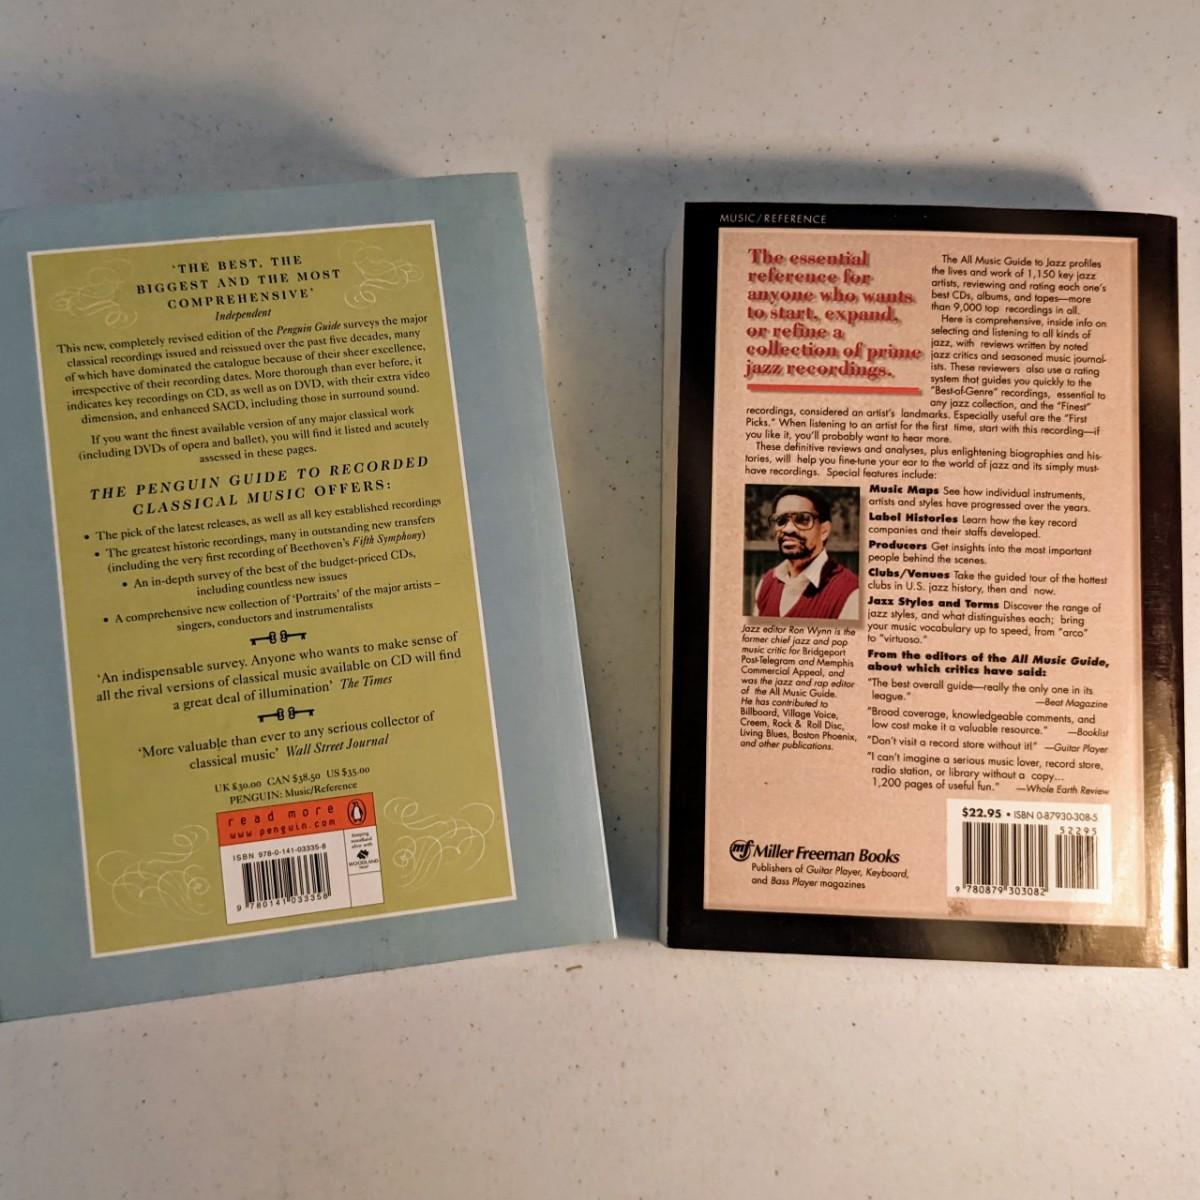 'THE BEST, THE
BIGGEST AND THE MOST
COMPREHENSIVE'
Independent
This new, completely revised edition of the Penguin Guide surveys the major
classical recordings issued and reissued over the past five decades, many
of which have dominated the catalogue because of their sheer excellence,
irrespective of their recording dates. More thorough than ever before, it
indicates key recordings on CD, as well as on DVD, with their extra video
dimension, and enhanced SACD, including those in surround sound.
If you want the finest available version of any major classical work
(including DVDs of opera and ballet), you will find it listed and acutely
assessed in these pages.
THE PENGUIN GUIDE TO RECORDED
CLASSICAL MUSIC OFFERS:
• The pick of the latest releases, as well as all key established recordings
• The greatest historic recordings, many in outstanding new transfers
(including the very first recording of Beethoven's Fifth Symphony)
• An in-depth survey of the best of the budget-priced CDs,
including countless new issues
• A comprehensive new collection of 'Portraits' of the major artists –
singers, conductors and instrumentalists
'An indispensable survey. Anyone who wants to make sense of
all the rival versions of classical music available on CD will find
a great deal of illumination' The Times
'More valuable than ever to any serious collector of
classical music' Wall Street Journal
UK £30.00 CAN $38.50 US $35.00
PENGUIN: Music/Reference
read more
www.penguin.com
Keeping
woodland
alive with
WOODLAND
TRUST
ISBN 978-0-141-03335-8
9 780141 033358
MUSIC/REFERENCE
The essential
reference for
anyone who wants
to start, expand,
or refine a
collection of prime
jazz recordings.
The All Music Guide to Jazz profiles
the lives and work of 1,150 key jazz
artists, reviewing and rating each one's
best CDs, albums, and tapes—more
than 9,000 top recordings in all.
Here is comprehensive, inside info on
selecting and listening to all kinds of
jazz, with reviews written by noted
jazz critics and seasoned music journal-
ists. These reviewers also use a rating
system that guides you quickly to the
"Best-of-Genre" recordings, essential to
any jazz collection, and the "Finest"
recordings, considered an artist's landmarks. Especially useful are the "First
Picks." When listening to an artist for the first time, start with this recording—if
you like it, you'll probably want to hear more.
These definitive reviews and analyses, plus enlightening biographies and his-
tories, will help you fine-tune your ear to the world of jazz and its simply must-
have recordings. Special features include:
Music Maps See how individual instruments,
artists and styles have progressed over the years.
Label Histories Learn how the key record
companies and their staffs developed.
Producers Get insights into the most important
people behind the scenes.
Clubs/Venues Take the guided tour of the hottest
clubs in U.S. jazz history, then and now.
Jazz Styles and Terms Discover the range of
jazz styles, and what distinguishes each; bring
your music vocabulary up to speed, from "arco"
to "virtuoso."
From the editors of the All Music Guide,
about which critics have said:
"The best overall guide—really the only one in its
league." —Beat Magazine
"Broad coverage, knowledgeable comments, and
low cost make it a valuable resource." —Booklist
"Don't visit a record store without it!" —Guitar Player
"I can't imagine a serious music lover, record store,
radio station, or library without a copy...
1,200 pages of useful fun." —Whole Earth Review
Jazz editor Ron Wynn is the
former chief jazz and pop
music critic for Bridgeport
Post-Telegram and Memphis
Commercial Appeal, and
was the jazz and rap editor
of the All Music Guide.
He has contributed to
Billboard, Village Voice,
Creem, Rock & Roll Disc,
Living Blues, Boston Phoenix,
and other publications.
$22.95 • ISBN 0-87930-308-5
52295
9 780879 303082
mf Miller Freeman Books
Publishers of Guitar Player, Keyboard,
and Bass Player magazines